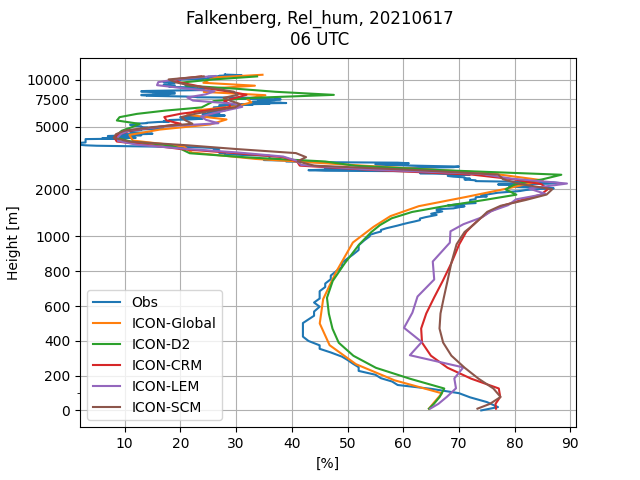 Falkenberg, Rel_hum, 20210617
06 UTC
10000
7500
5000
2000
1000
800
600
400
200
0
Height [m]
Obs
ICON-Global
ICON-D2
ICON-CRM
ICON-LEM
ICON-SCM
10 20 30 40 50 60 70 80 90
[%]